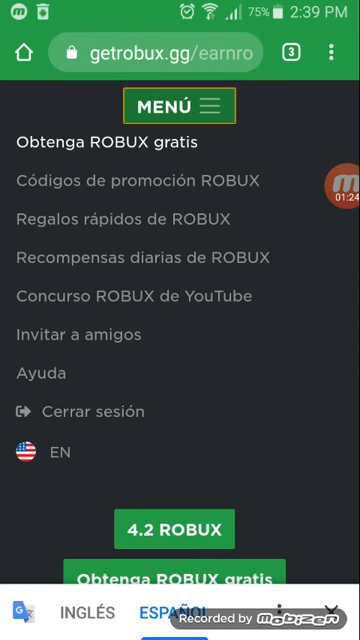 75% 2:39 PM
getrobux.gg/earnro 3
MENÚ
Obtenga ROBUX gratis
Códigos de promoción ROBUX
01:24
Regalos rápidos de ROBUX
Recompensas diarias de ROBUX
Concurso ROBUX de YouTube
Invitar a amigos
Ayuda
Cerrar sesión
EN
4.2 ROBUX
Obtenga ROBUX gratis
INGLÉS ESPAÑOL
Recorded by mobizen